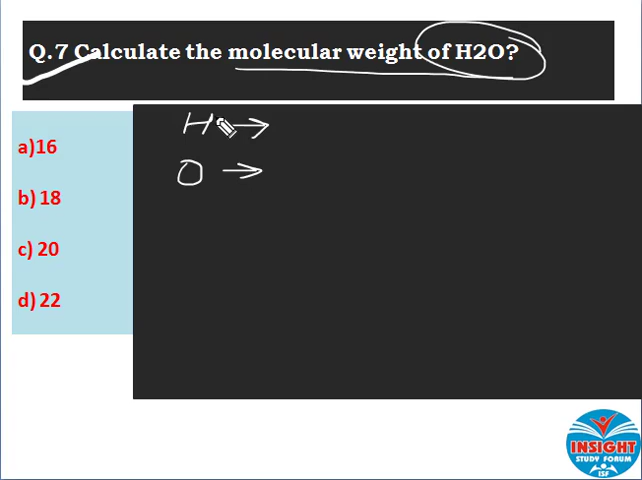 Q.7 Calculate the molecular weight of H2O?
H →
O →
a)16
b) 18
c) 20
d) 22
INSIGHT
STUDY FORUM
ISF